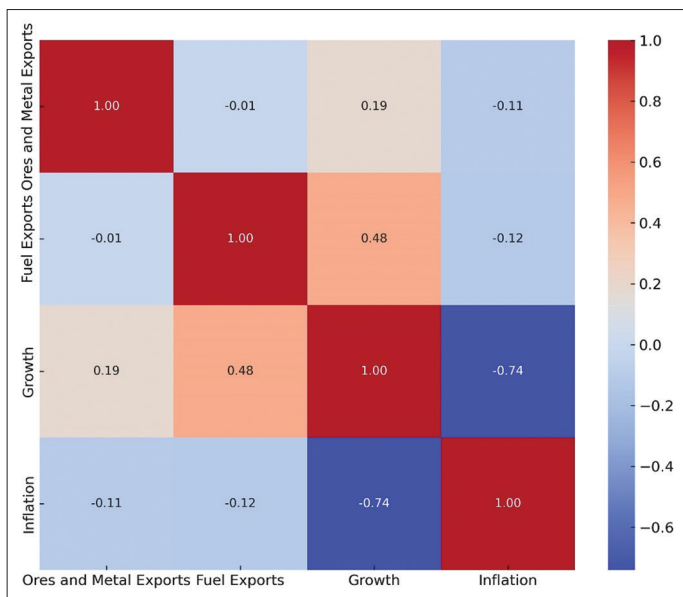 Ores and Metal Exports
1.00 -0.01 0.19 -0.11
Fuel Exports
-0.01 1.00 0.48 -0.12
Growth
0.19 0.48 1.00 -0.74
Inflation
-0.11 -0.12 -0.74 1.00
Ores and Metal Exports Fuel Exports Growth Inflation
1.0
0.8
0.6
0.4
0.2
0.0
−0.2
−0.4
−0.6